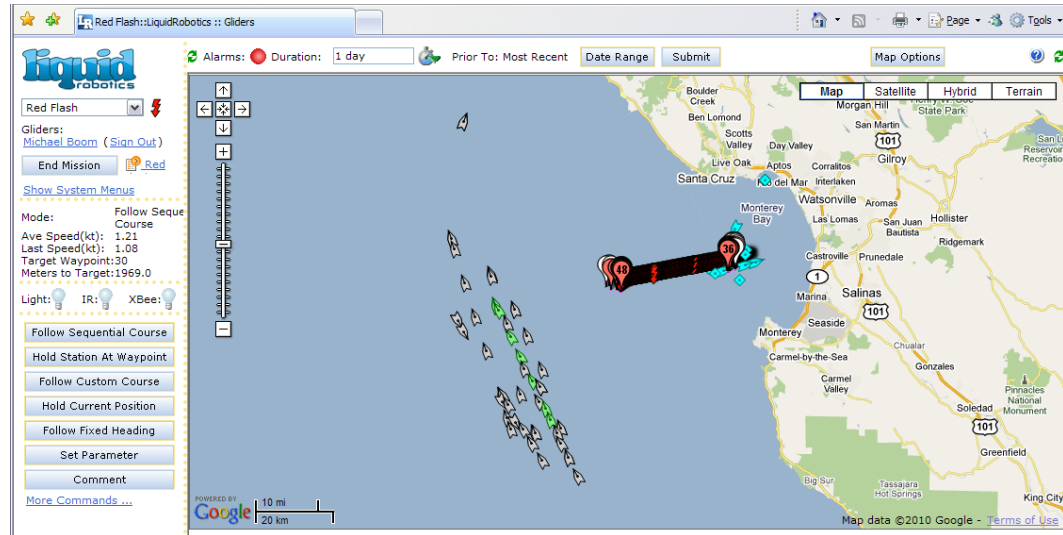 Red Flash::LiquidRobotics :: Gliders
Page
Tools
liquid
robotics
Alarms:
Duration:
1 day
Prior To: Most Recent
Date Range
Submit
Map Options
Red Flash
Gliders:
Michael Boom (Sign Out)
End Mission
Red
Show System Menus
Mode:
Follow Seque
Course
Ave Speed(kt): 1.21
Last Speed(kt): 1.08
Target Waypoint:30
Meters to Target:1969.0
Light:
IR:
XBee:
Follow Sequential Course
Hold Station At Waypoint
Follow Custom Course
Hold Current Position
Follow Fixed Heading
Set Parameter
Comment
More Commands ...
Map
Satellite
Hybrid
Terrain
Boulder
Creek
Ben Lomond
Scotts
Valley
Day Valley
Live Oak
Aptos
Corralitos
Santa Cruz
del Mar
Interlaken
Morgan Hill
State Park
San Martin
101
Gilroy
San L
Reservoir
Recreatio
Watsonville
Aromas
Monterey
Bay
Las Lomas
San Juan
Bautista
Hollister
Ridgemark
36
48
Castroville
Prunedale
1
Marina
Salinas
101
Seaside
Monterey
Chualar
Carmel-by-the-Sea
Gonzales
Carmel
Valley
Pinnacles
National
Monument
Soledad
101
Greenfield
Big Sur
Tassajara
Hot Springs
King City
POWERED BY
Google
10 mi
20 km
Map data ©2010 Google - Terms of Use